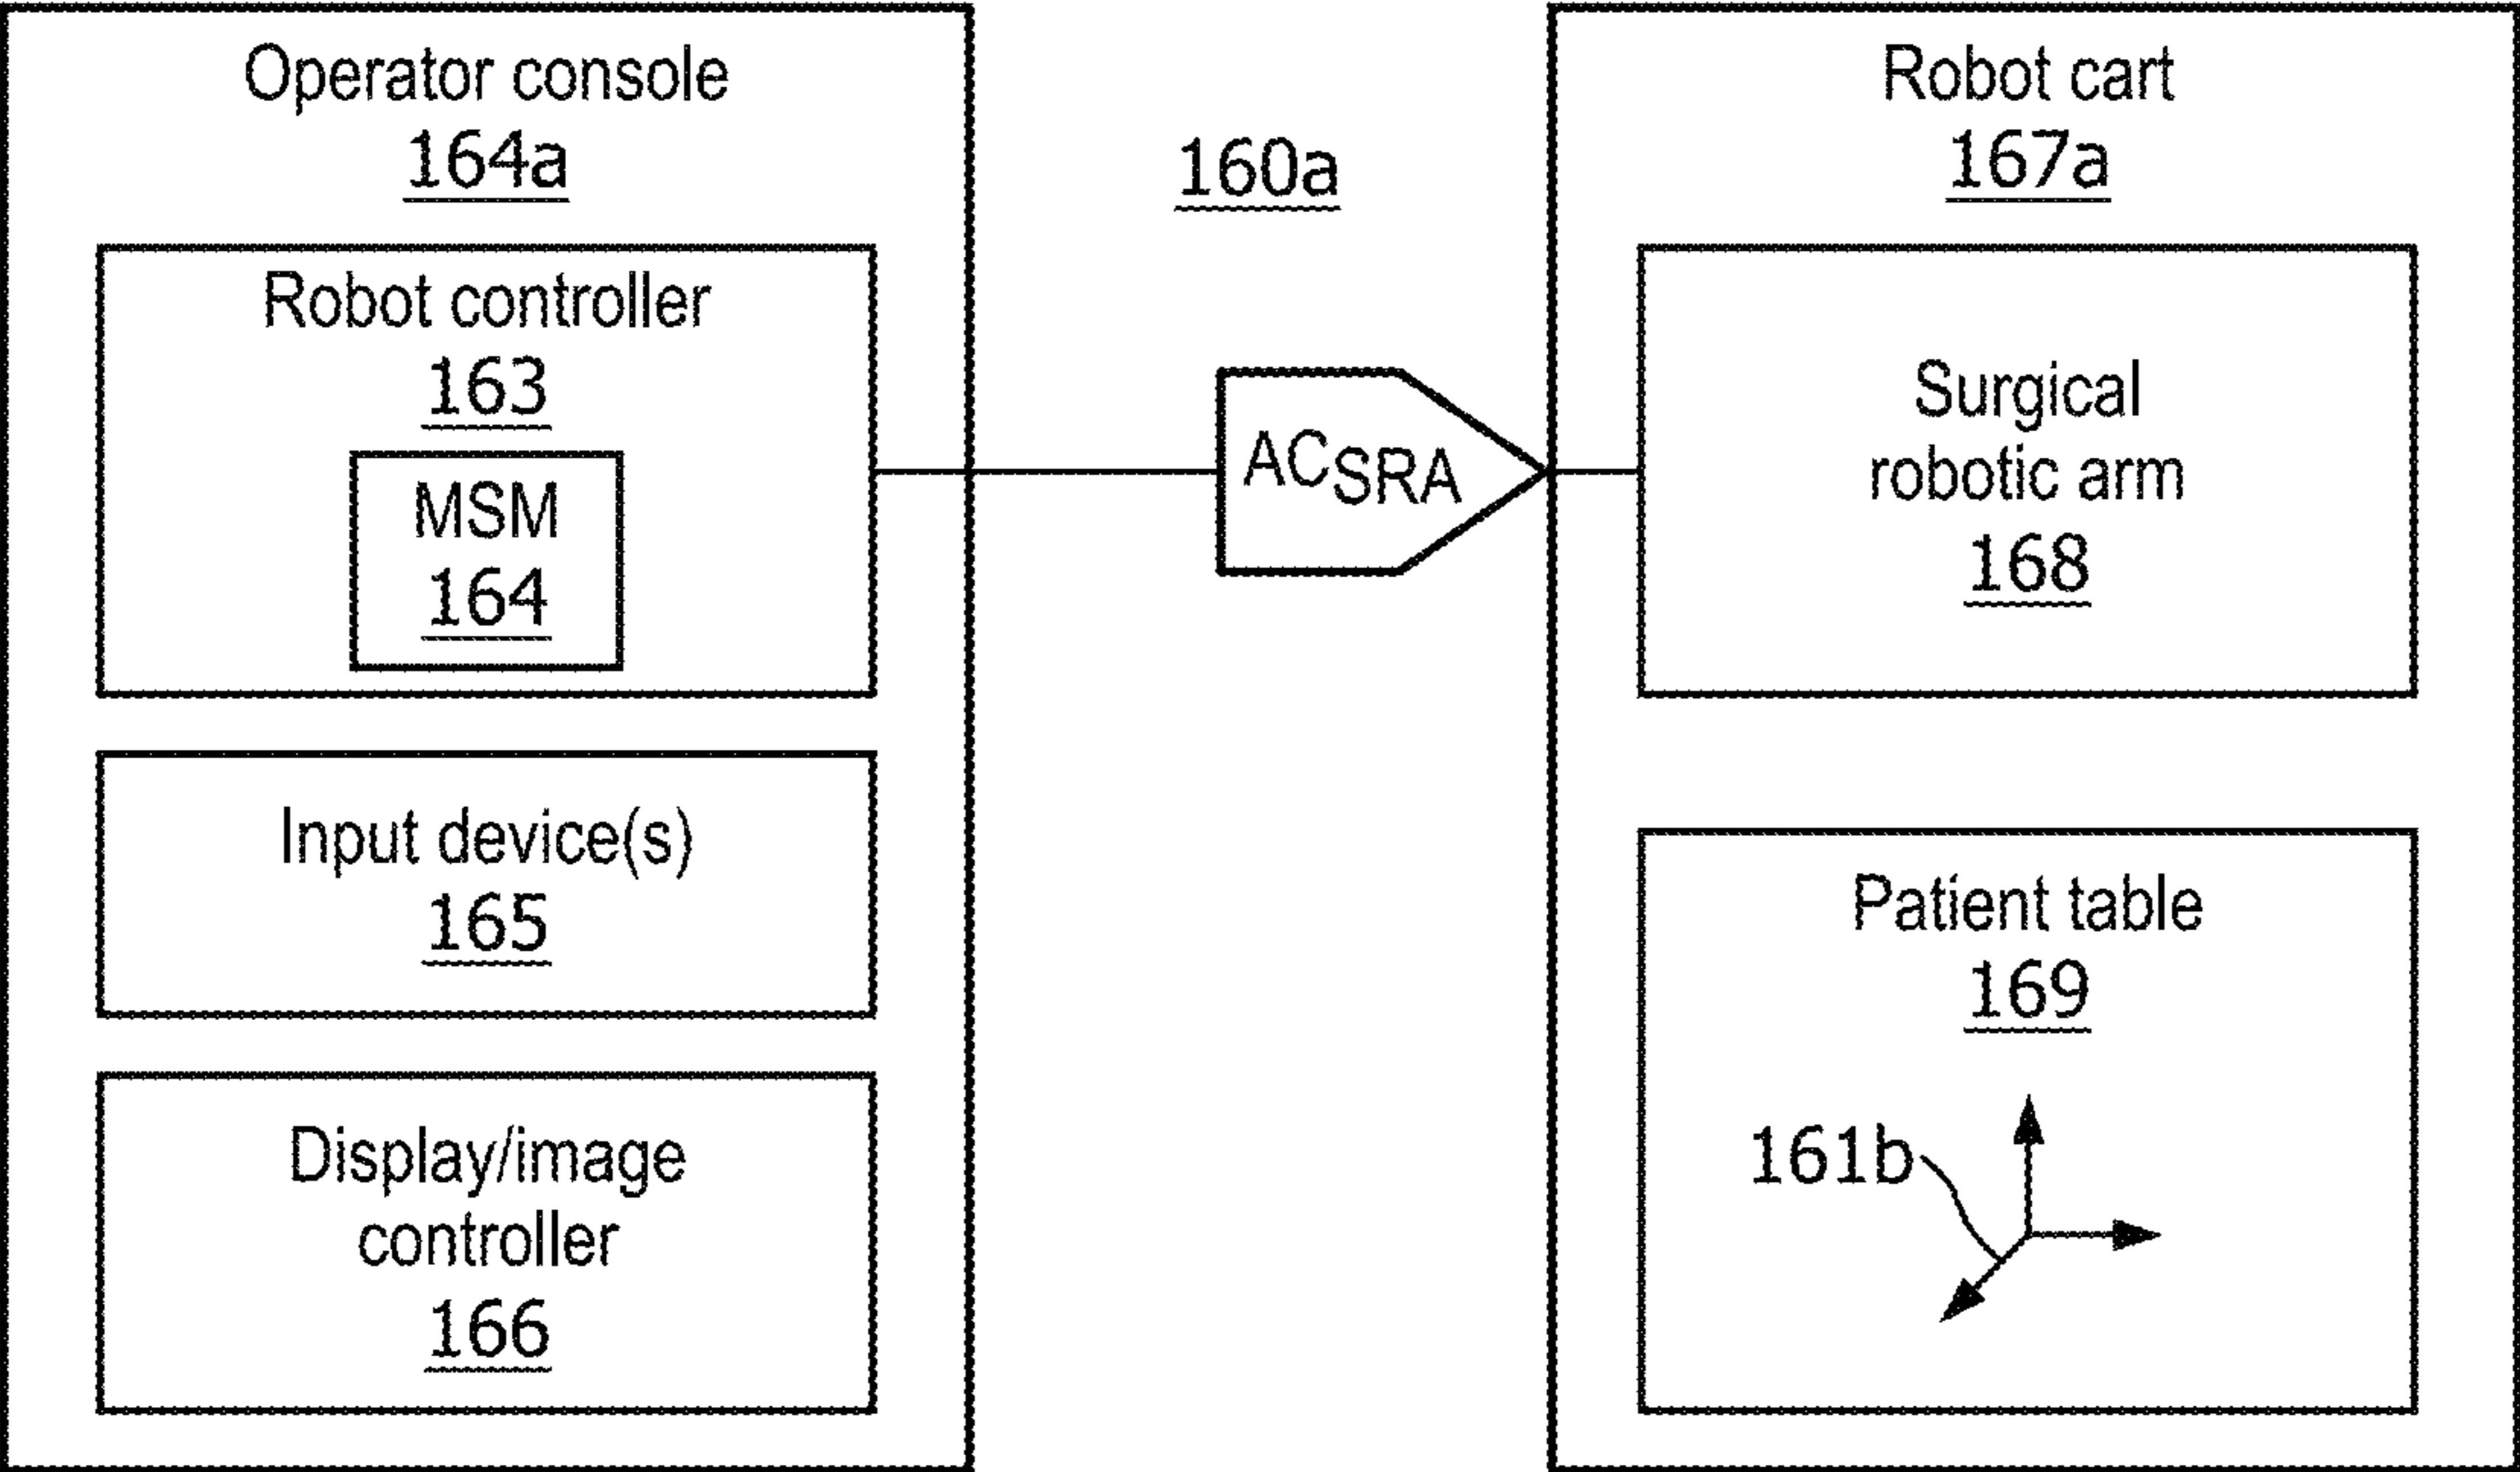 Operator console
164a
Robot controller
163
MSM
164
Input device(s)
165
Display/image
controller
166
160a
ACSRA
Robot cart
167a
Surgical
robotic arm
168
Patient table
169
161b